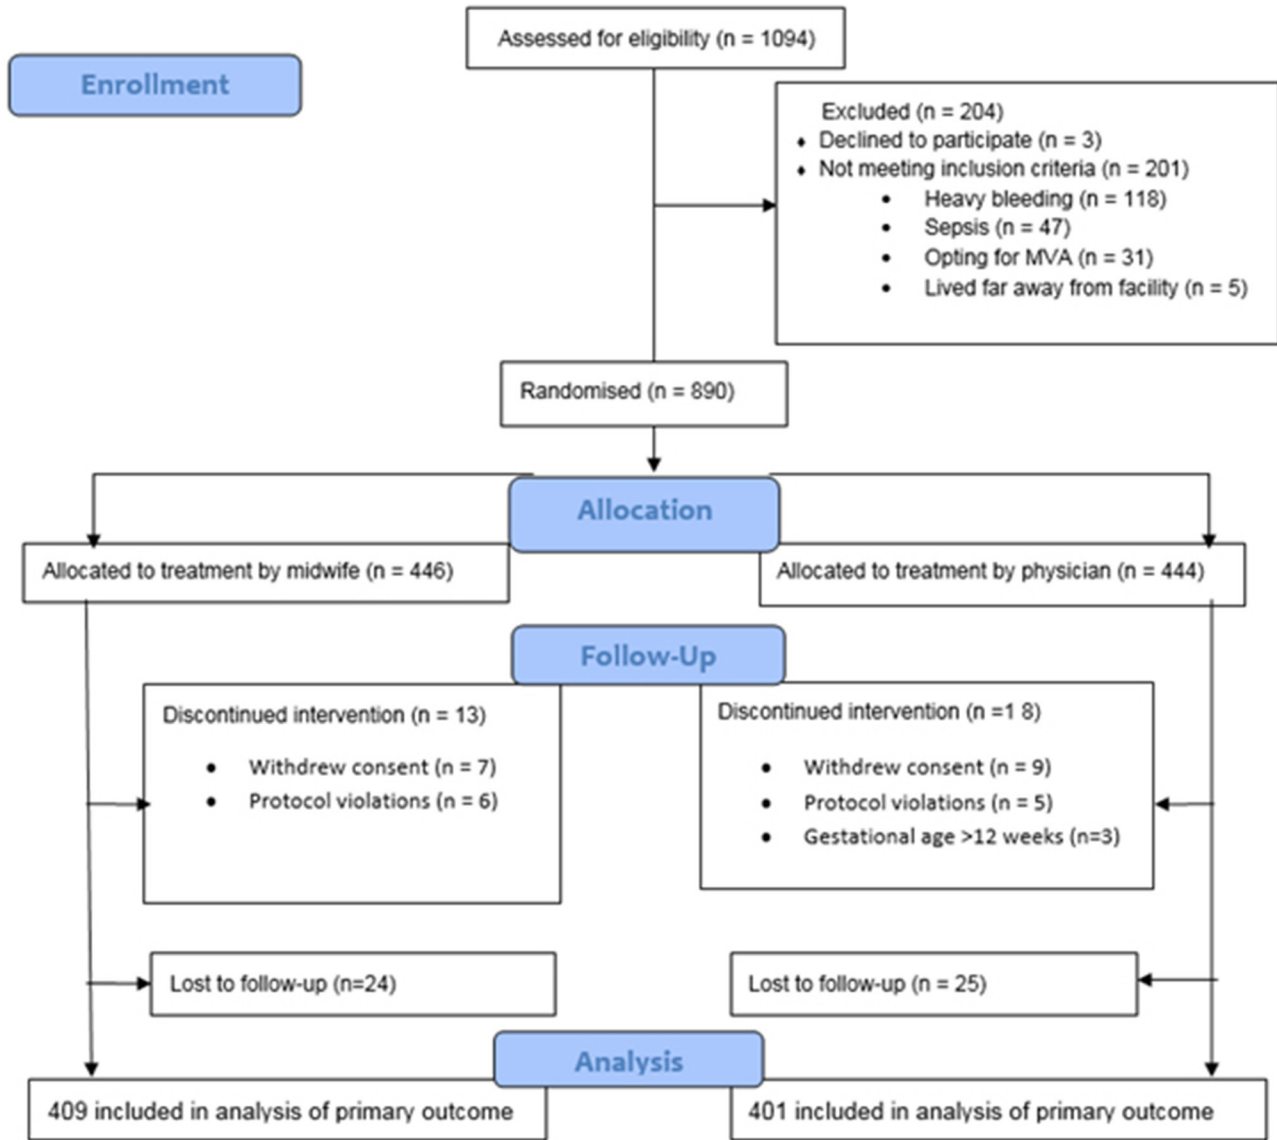 Assessed for eligibility (n = 1094)
Enrollment
Excluded (n = 204)
♦ Declined to participate (n = 3)
♦ Not meeting inclusion criteria (n = 201)
• Heavy bleeding (n = 118)
• Sepsis (n = 47)
• Opting for MVA (n = 31)
• Lived far away from facility (n = 5)
Randomised (n = 890)
Allocation
Allocated to treatment by midwife (n = 446)
Allocated to treatment by physician (n = 444)
Follow-Up
Discontinued intervention (n = 13)
• Withdrew consent (n = 7)
• Protocol violations (n = 6)
Discontinued intervention (n =1 8)
• Withdrew consent (n = 9)
• Protocol violations (n = 5)
• Gestational age >12 weeks (n=3)
Lost to follow-up (n=24)
Lost to follow-up (n = 25)
Analysis
409 included in analysis of primary outcome
401 included in analysis of primary outcome